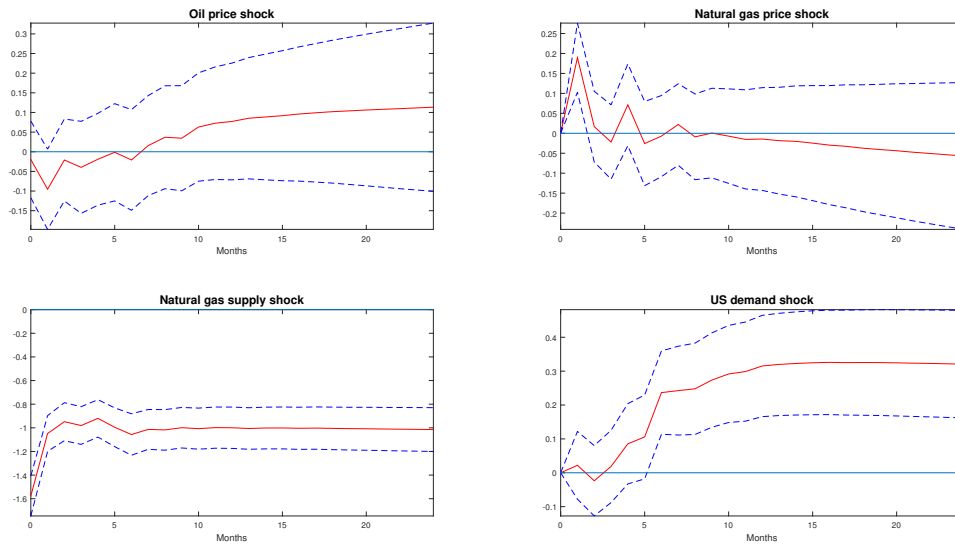 Oil price shock
0.3
0.25
0.2
0.15
0.1
0.05
0
-0.05
-0.1
-0.15
0 5 10 15 20
Months
Natural gas price shock
0.25
0.2
0.15
0.1
0.05
0
-0.05
-0.1
-0.15
-0.2
0 5 10 15 20
Months
Natural gas supply shock
0
-0.2
-0.4
-0.6
-0.8
-1
-1.2
-1.4
-1.6
0 5 10 15 20
Months
US demand shock
0.4
0.3
0.2
0.1
0
-0.1
0 5 10 15 20
Months